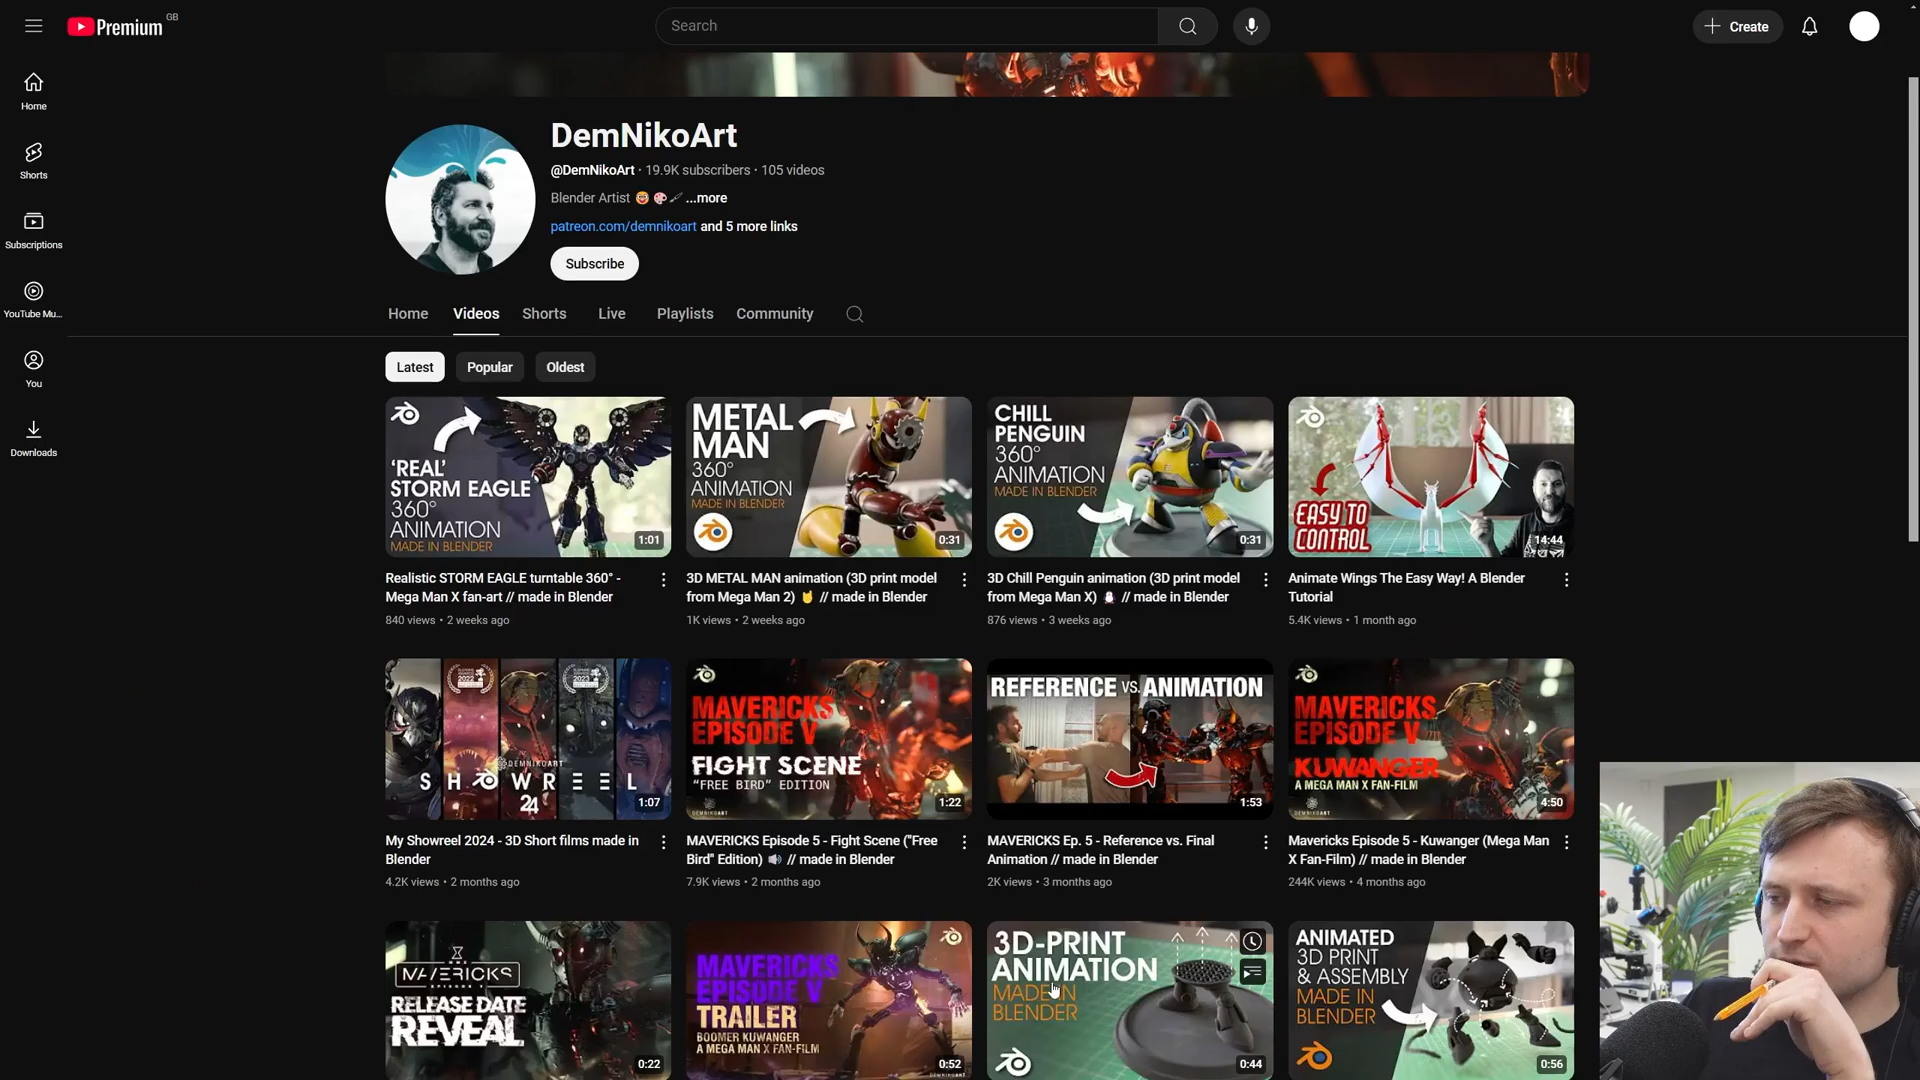 Premium GB
Search
Create
Home
Shorts
Subscriptions
YouTube Mu...
You
Downloads
DemNikoArt
@DemNikoArt · 19.9K subscribers · 105 videos
Blender Artist ...more
patreon.com/demnikoart and 5 more links
Subscribe
Home Videos Shorts Live Playlists Community
Latest Popular Oldest
'REAL'
STORM EAGLE
360°
ANIMATION
MADE IN BLENDER
1:01
METAL
MAN
360°
ANIMATION
MADE IN BLENDER
0:31
CHILL
PENGUIN
360°
ANIMATION
MADE IN BLENDER
0:31
EASY TO
CONTROL
14:44
Realistic STORM EAGLE turntable 360° -
Mega Man X fan-art // made in Blender
840 views • 2 weeks ago
3D METAL MAN animation (3D print model
from Mega Man 2) 🤘 // made in Blender
1K views • 2 weeks ago
3D Chill Penguin animation (3D print model
from Mega Man X) 🐧 // made in Blender
876 views • 3 weeks ago
Animate Wings The Easy Way! A Blender
Tutorial
5.4K views • 1 month ago
2022
2023
DEMNIKOART
SHOWREEL
24
1:07
MAVERICKS
EPISODE V
FIGHT SCENE
"FREE BIRD" EDITION
DEMNIKOART
1:22
REFERENCE VS. ANIMATION
1:53
MAVERICKS
EPISODE V
KUWANGER
A MEGA MAN X FAN-FILM
DEMNIKOART
4:50
My Showreel 2024 - 3D Short films made in
Blender
4.2K views • 2 months ago
MAVERICKS Episode 5 - Fight Scene ("Free
Bird" Edition) 🔊 // made in Blender
7.9K views • 2 months ago
MAVERICKS Ep. 5 - Reference vs. Final
Animation // made in Blender
2K views • 3 months ago
Mavericks Episode 5 - Kuwanger (Mega Man
X Fan-Film) // made in Blender
244K views • 4 months ago
MAVERICKS
RELEASE DATE
REVEAL
0:22
MAVERICKS
EPISODE V
TRAILER
BOOMER KUWANGER
A MEGA MAN X FAN-FILM
DEMNIKOART
0:52
3D-PRINT
ANIMATION
MADE IN
BLENDER
0:44
ANIMATED
3D PRINT
& ASSEMBLY
MADE IN
BLENDER
0:56